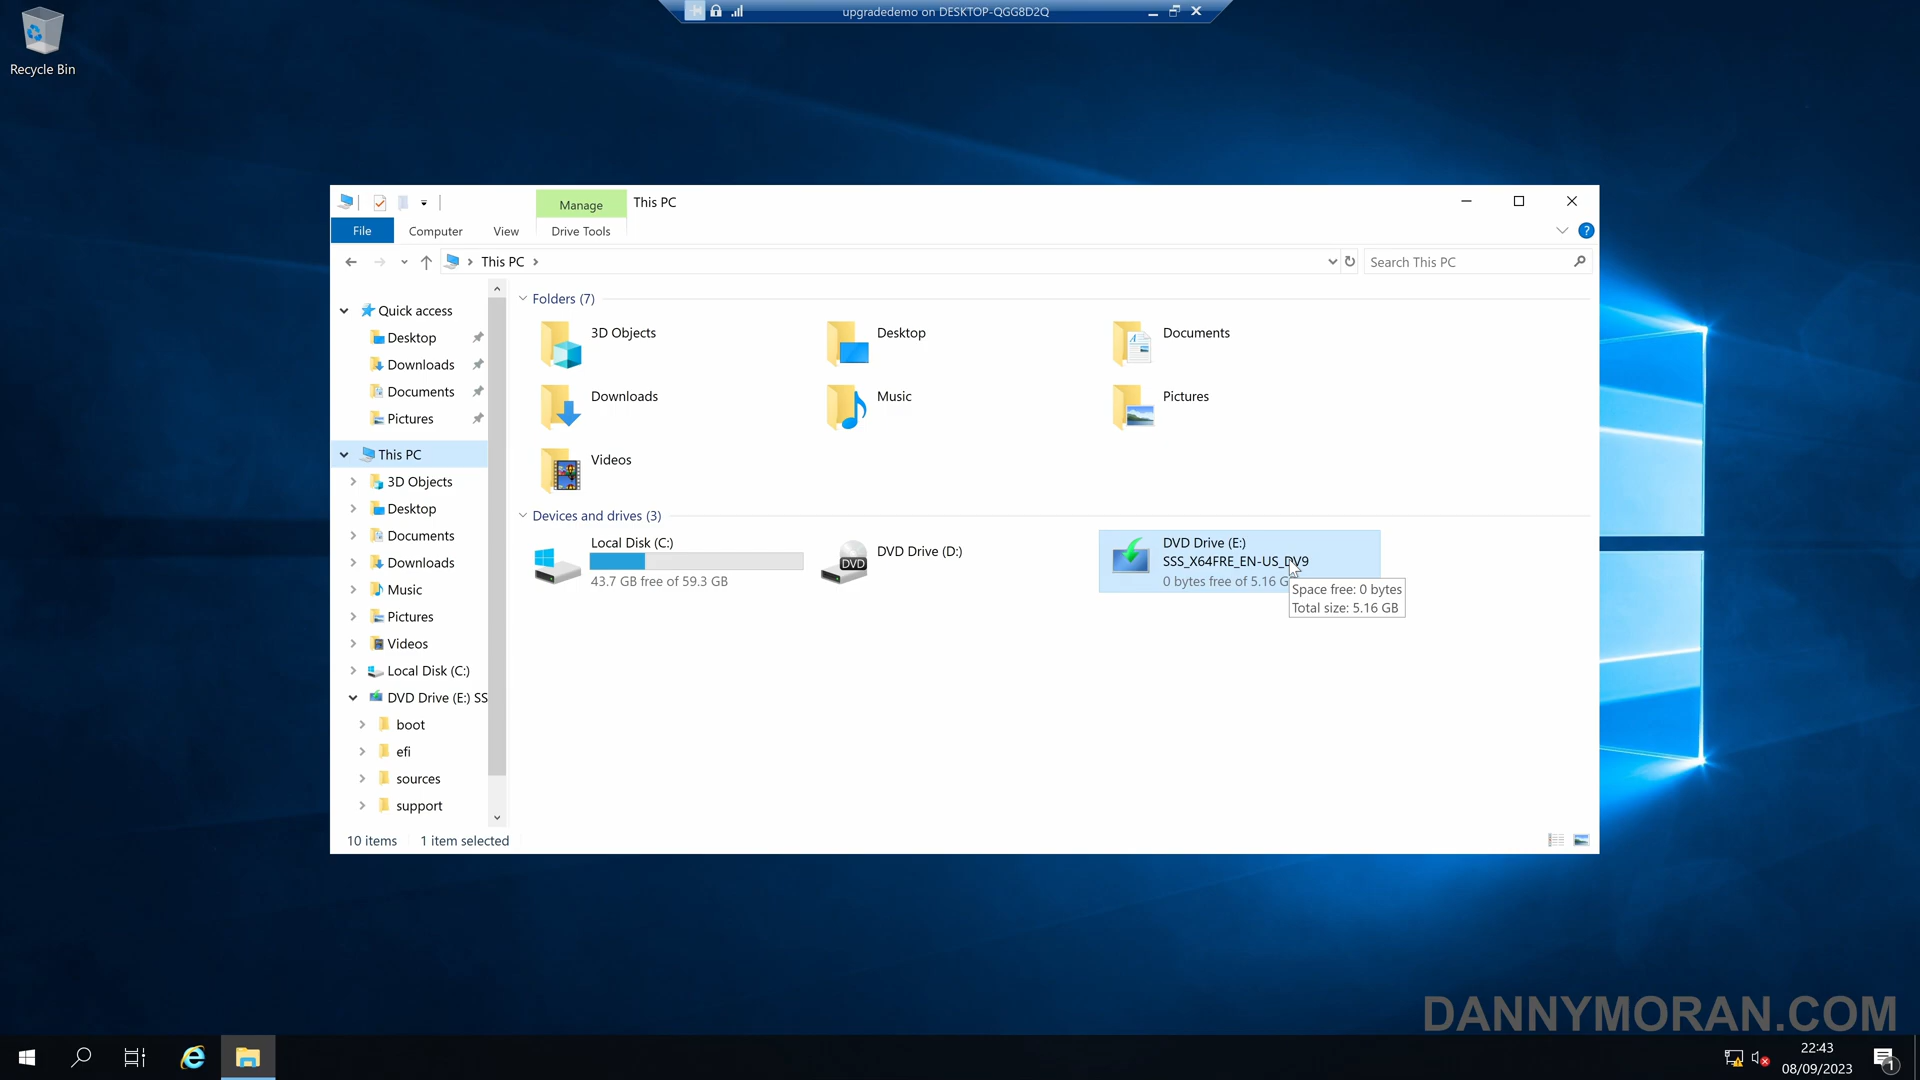 upgradedemo on DESKTOP-QGG8D2Q
Recycle Bin
Manage
This PC
File
Computer
View
Drive Tools
This PC
Search This PC
Quick access
Desktop
Downloads
Documents
Pictures
This PC
3D Objects
Desktop
Documents
Downloads
Music
Pictures
Videos
Local Disk (C:)
DVD Drive (E:) SS
boot
efi
sources
support
Folders (7)
3D Objects
Desktop
Documents
Downloads
Music
Pictures
Videos
Devices and drives (3)
Local Disk (C:)
43.7 GB free of 59.3 GB
DVD
DVD Drive (D:)
DVD Drive (E:)
SSS_X64FRE_EN-US_DV9
0 bytes free of 5.16 G
Space free: 0 bytes
Total size: 5.16 GB
10 items
1 item selected
DANNYMORAN.COM
22:43
08/09/2023
1